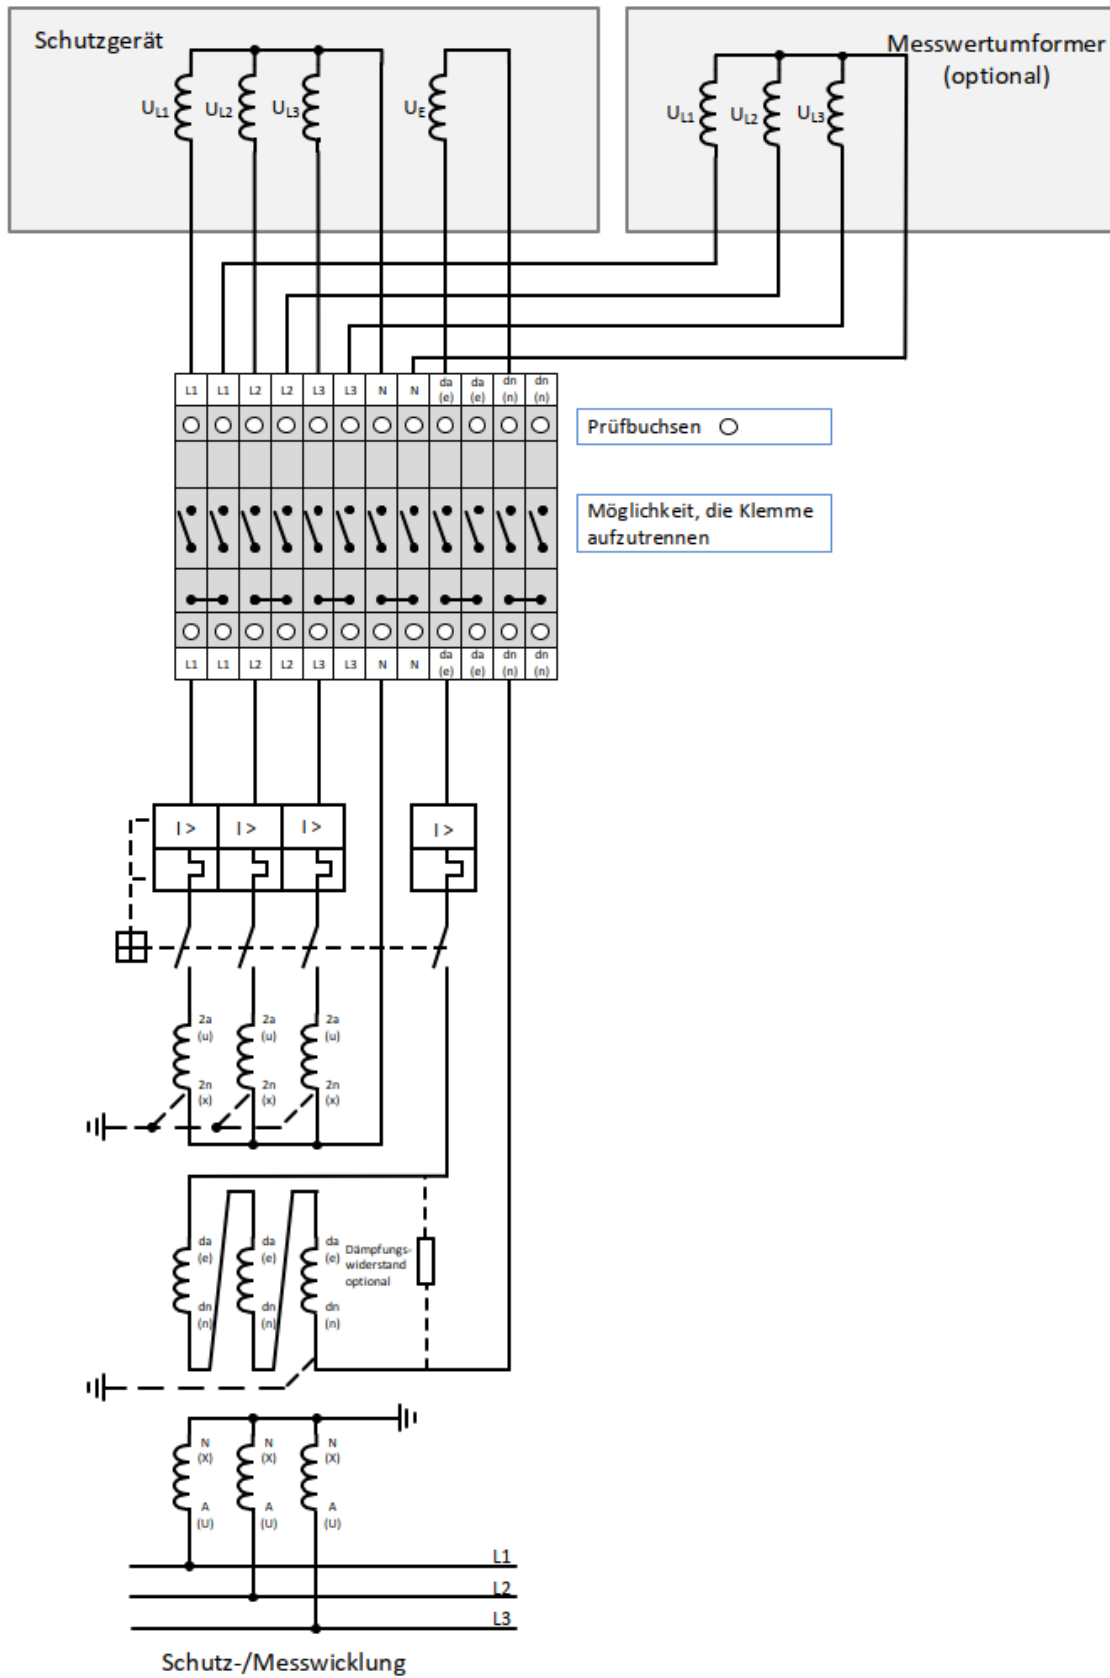 Schutzgerät
Messwertumformer
(optional)
UL1
UL2
UL3
UE
UL1
UL2
UL3
L1 L1 L2 L2 L3 L3 N N da (e) da (e) dn (n) dn (n)
Prüfbuchsen
Möglichkeit, die Klemme
aufzutrennen
L1 L1 L2 L2 L3 L3 N N da (e) da (e) dn (n) dn (n)
I > I > I > I >
2a 2a 2a
(u) (u) (u)
2n 2n 2n
(x) (x) (x)
da da da
(e) (e) (e)
Dämpfungs-
widerstand
optional
dn dn dn
(n) (n) (n)
N N N
(X) (X) (X)
A A A
(U) (U) (U)
L1
L2
L3
Schutz-/Messwicklung